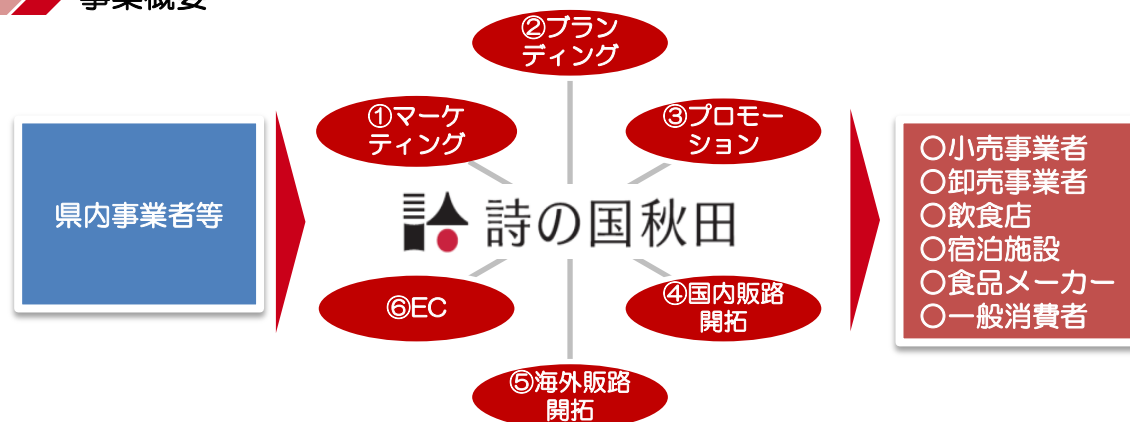 事業概要
②ブラン
ディング
①マーケ
ティング
③プロモー
ション
県内事業者等
詩の国秋田
⑥EC
④国内販路
開拓
⑤海外販路
開拓
〇小売事業者
〇卸売事業者
〇飲食店
〇宿泊施設
〇食品メーカー
〇一般消費者